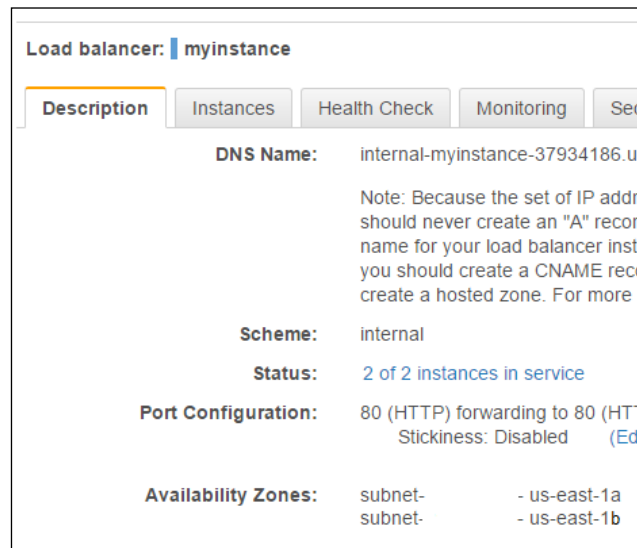 Load balancer: myinstance
Description Instances Health Check Monitoring Sec
DNS Name: internal-myinstance-37934186.u
Note: Because the set of IP addr
should never create an "A" recor
name for your load balancer inst
you should create a CNAME reco
create a hosted zone. For more
Scheme: internal
Status: 2 of 2 instances in service
Port Configuration: 80 (HTTP) forwarding to 80 (HTT
Stickiness: Disabled (Ed
Availability Zones: subnet- - us-east-1a
subnet- - us-east-1b